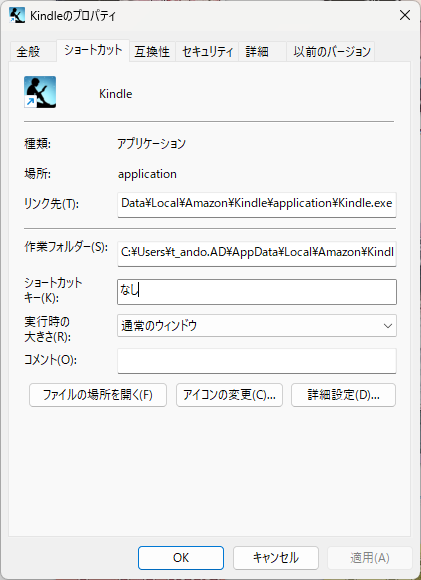 Kindleのプロパティ
全般 ショートカット 互換性 セキュリティ 詳細 以前のバージョン
Kindle
種類: アプリケーション
場所: application
リンク先(T): Data¥Local¥Amazon¥Kindle¥application¥Kindle.exe
作業フォルダー(S): C:¥Users¥t_ando.AD¥AppData¥Local¥Amazon¥Kindl
ショートカット
キー(K): なし
実行時の
大きさ(R): 通常のウィンドウ
コメント(O):
ファイルの場所を開く(F) アイコンの変更(C)... 詳細設定(D)...
OK キャンセル 適用(A)